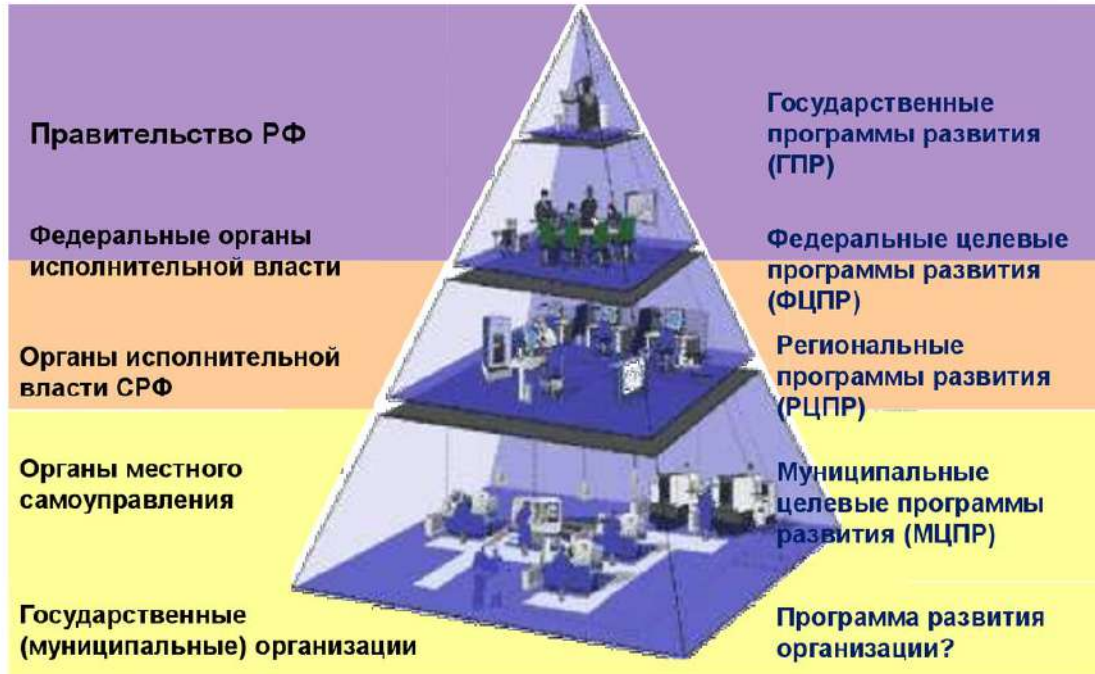 Правительство РФ
Государственные
программы развития
(ГПР)
Федеральные органы
исполнительной власти
Федеральные целевые
программы развития
(ФЦПР)
Органы исполнительной
власти СРФ
Региональные
программы развития
(РЦПР)
Органы местного
самоуправления
Муниципальные
целевые программы
развития (МЦПР)
Государственные
(муниципальные) организации
Программа развития
организации?